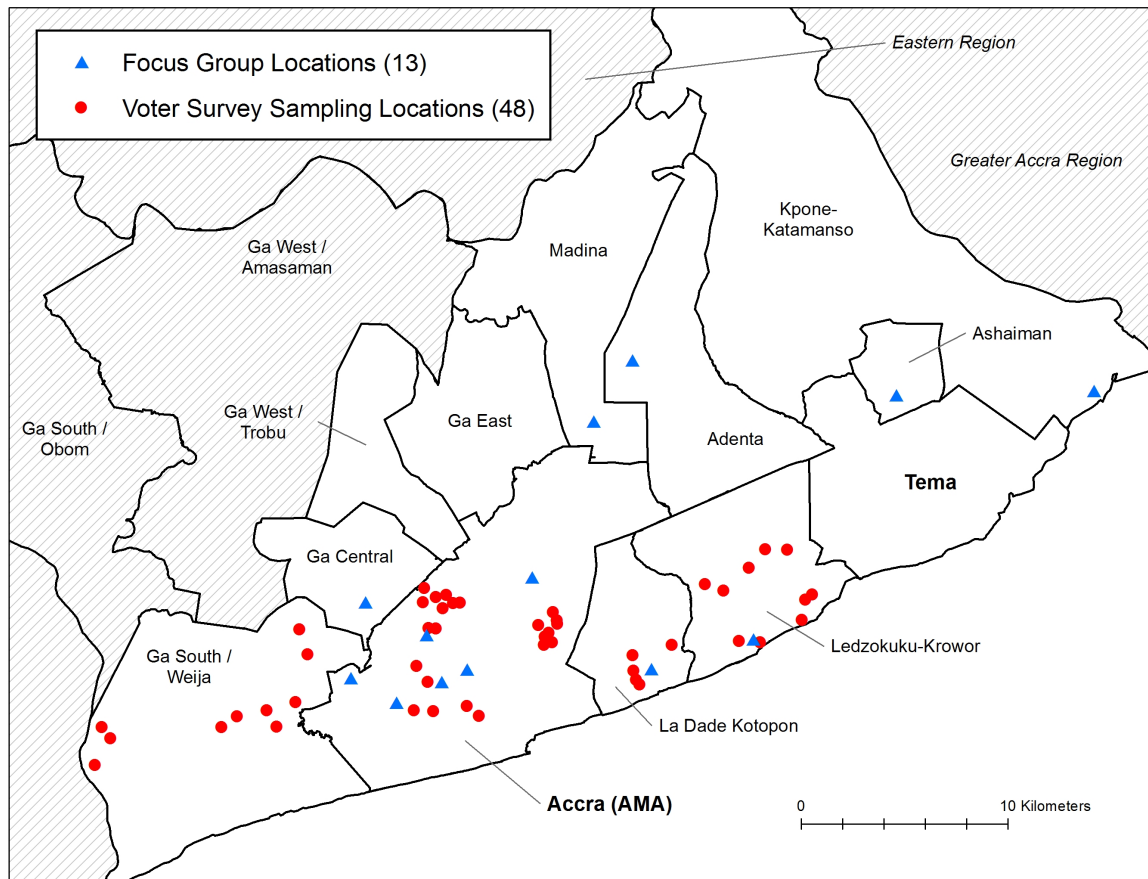 Focus Group Locations (13)
Voter Survey Sampling Locations (48)
Eastern Region
Greater Accra Region
Kpone-
Katamanso
Ga West /
Amasaman
Madina
Ashaiman
Ga South /
Obom
Ga West /
Trobu
Ga East
Adenta
Tema
Ga Central
Ga South /
Weija
Ledzokuku-Krowor
La Dade Kotopon
Accra (AMA)
0
10 Kilometers